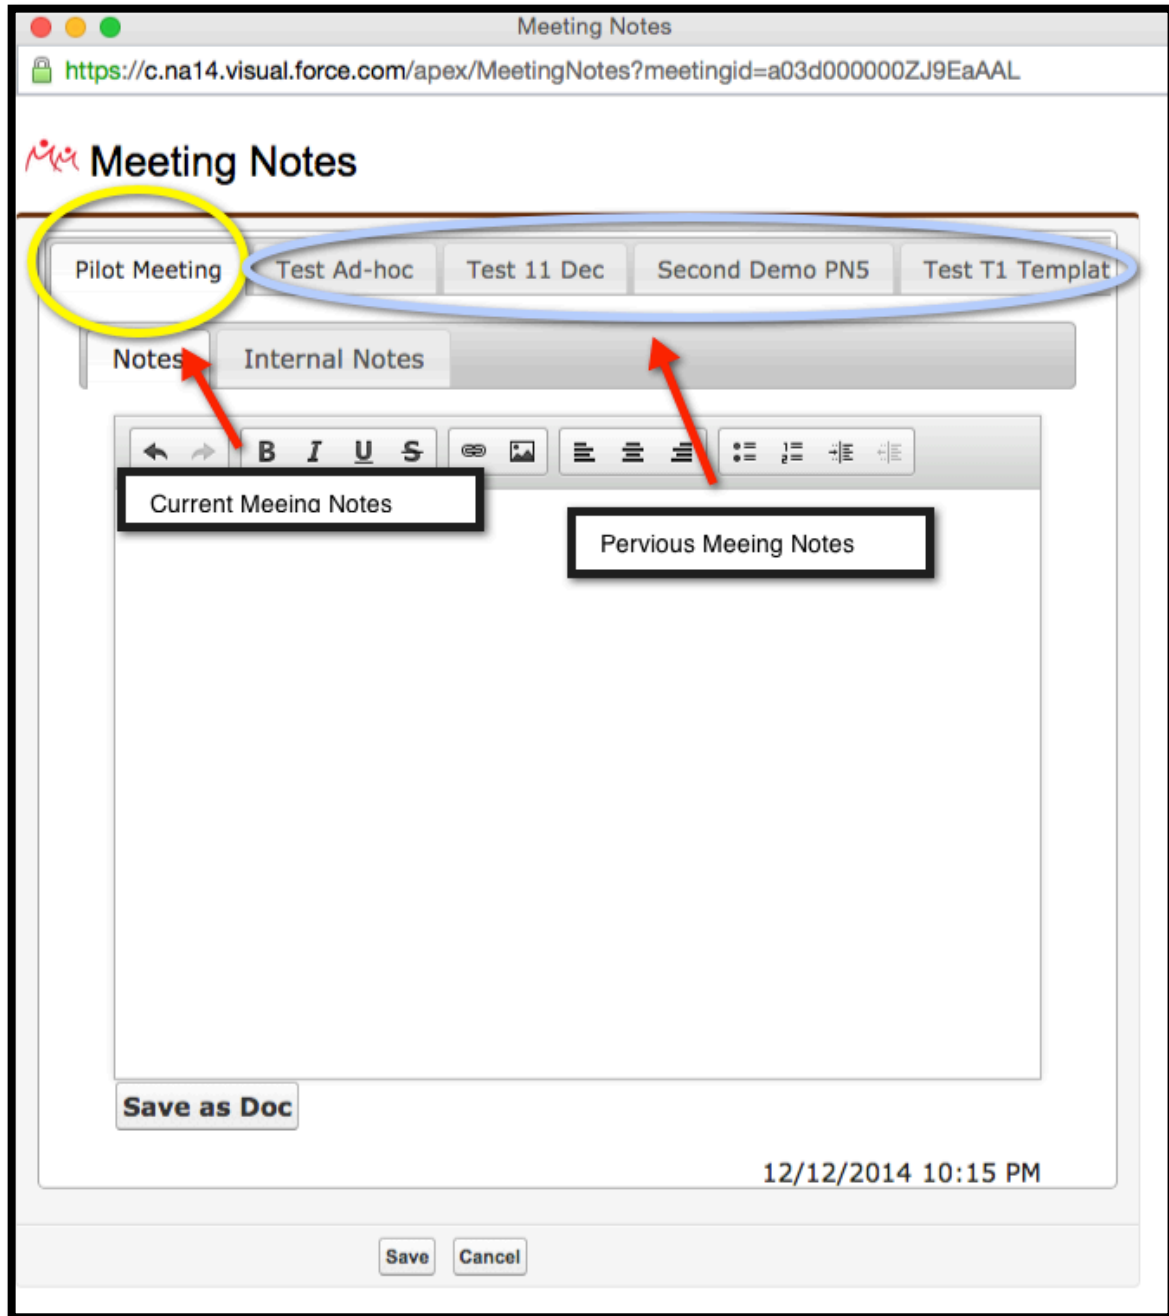 Meeting Notes
https://c.na14.visual.force.com/apex/MeetingNotes?meetingid=a03d000000ZJ9EaAAL
Meeting Notes
Pilot Meeting Test Ad-hoc Test 11 Dec Second Demo PN5 Test T1 Templat
Notes Internal Notes
B I U S
Current Meeing Notes
Pervious Meeing Notes
Save as Doc
12/12/2014 10:15 PM
Save Cancel